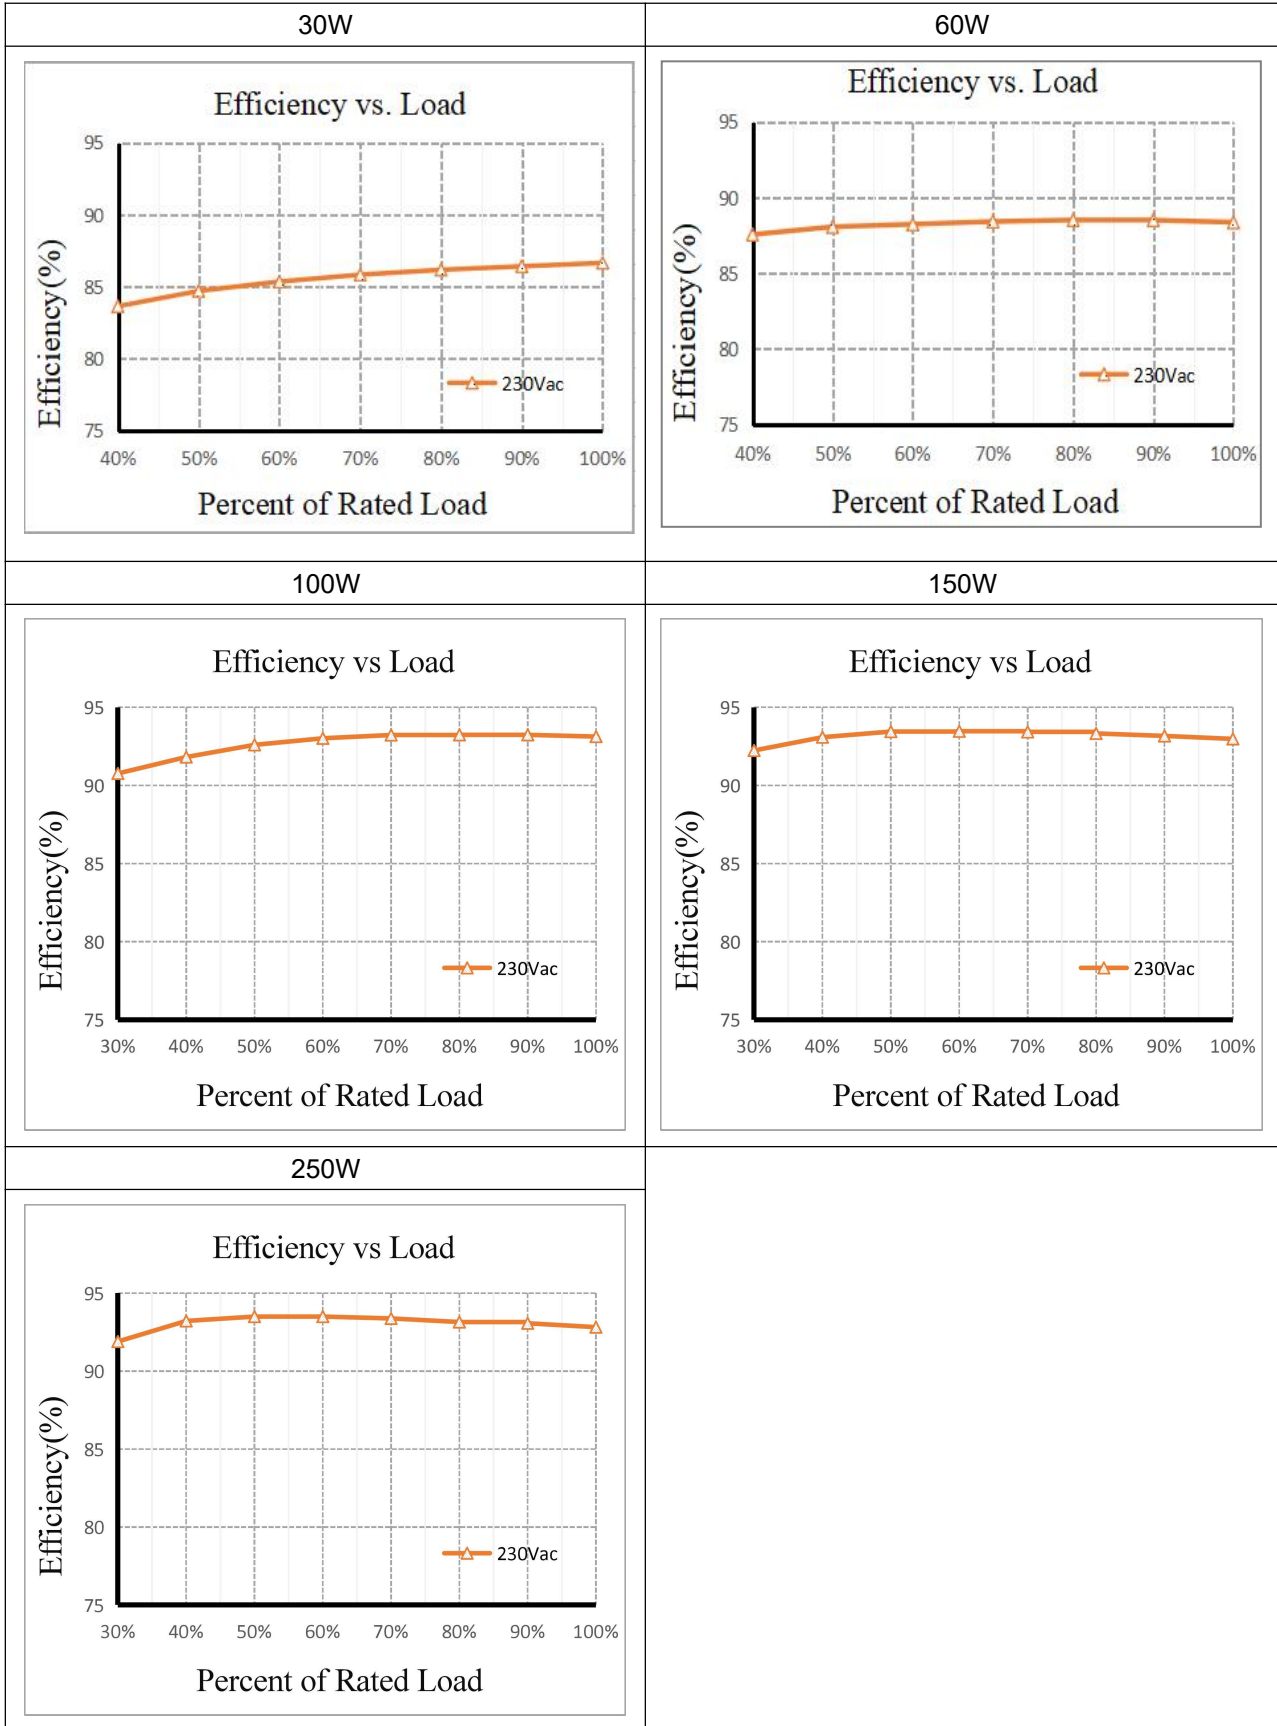 30W
60W
Efficiency vs. Load
95
90
85
80
75
Efficiency(%)
230Vac
40% 50% 60% 70% 80% 90% 100%
Percent of Rated Load
Efficiency vs. Load
95
90
85
80
75
Efficiency(%)
230Vac
40% 50% 60% 70% 80% 90% 100%
Percent of Rated Load
100W
150W
Efficiency vs Load
95
90
85
80
75
Efficiency(%)
230Vac
30% 40% 50% 60% 70% 80% 90% 100%
Percent of Rated Load
Efficiency vs Load
95
90
85
80
75
Efficiency(%)
230Vac
30% 40% 50% 60% 70% 80% 90% 100%
Percent of Rated Load
250W
Efficiency vs Load
95
90
85
80
75
Efficiency(%)
230Vac
30% 40% 50% 60% 70% 80% 90% 100%
Percent of Rated Load